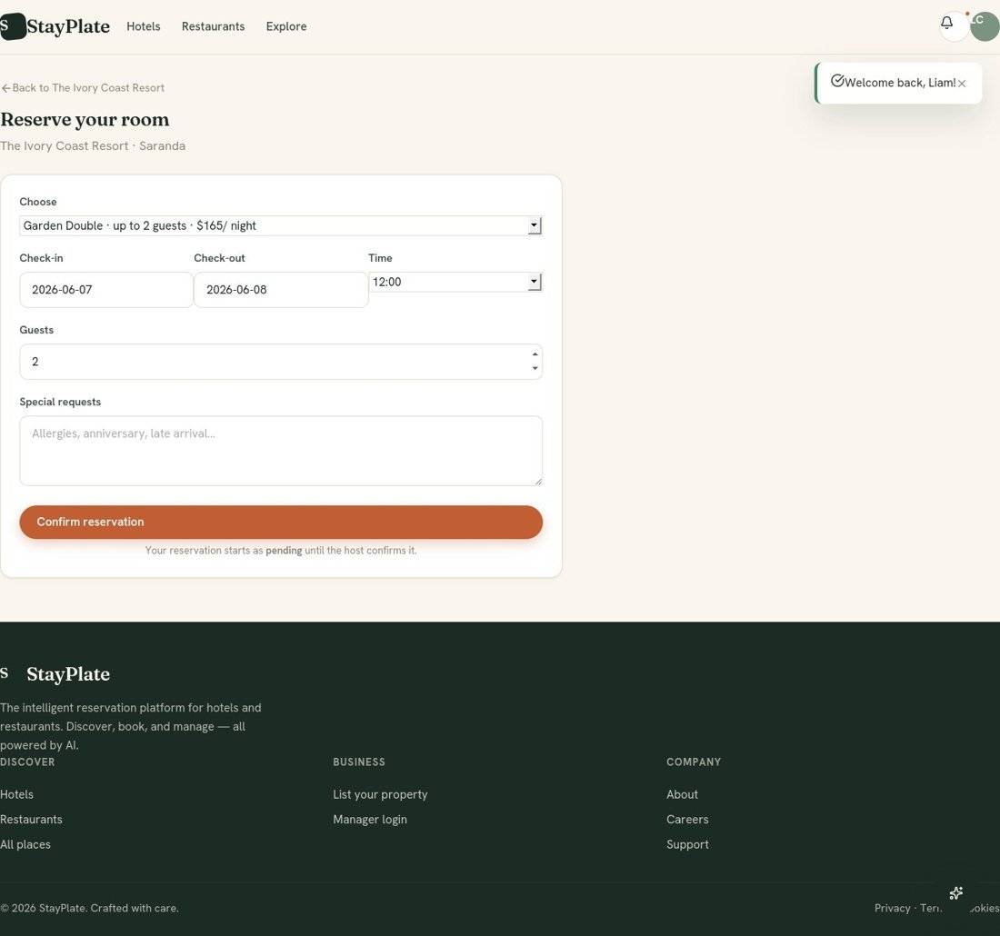 S StayPlate Hotels Restaurants Explore LC
Welcome back, Liam!
Back to The Ivory Coast Resort
Reserve your room
The Ivory Coast Resort · Saranda
Choose
Garden Double · up to 2 guests · $165/ night
Check-in Check-out Time
2026-06-07 2026-06-08 12:00
Guests
2
Special requests
Allergies, anniversary, late arrival…
Confirm reservation
Your reservation starts as pending until the host confirms it.
S StayPlate
The intelligent reservation platform for hotels and
restaurants. Discover, book, and manage — all
powered by AI.
DISCOVER BUSINESS COMPANY
Hotels List your property About
Restaurants Manager login Careers
All places Support
© 2026 StayPlate. Crafted with care. Privacy ·